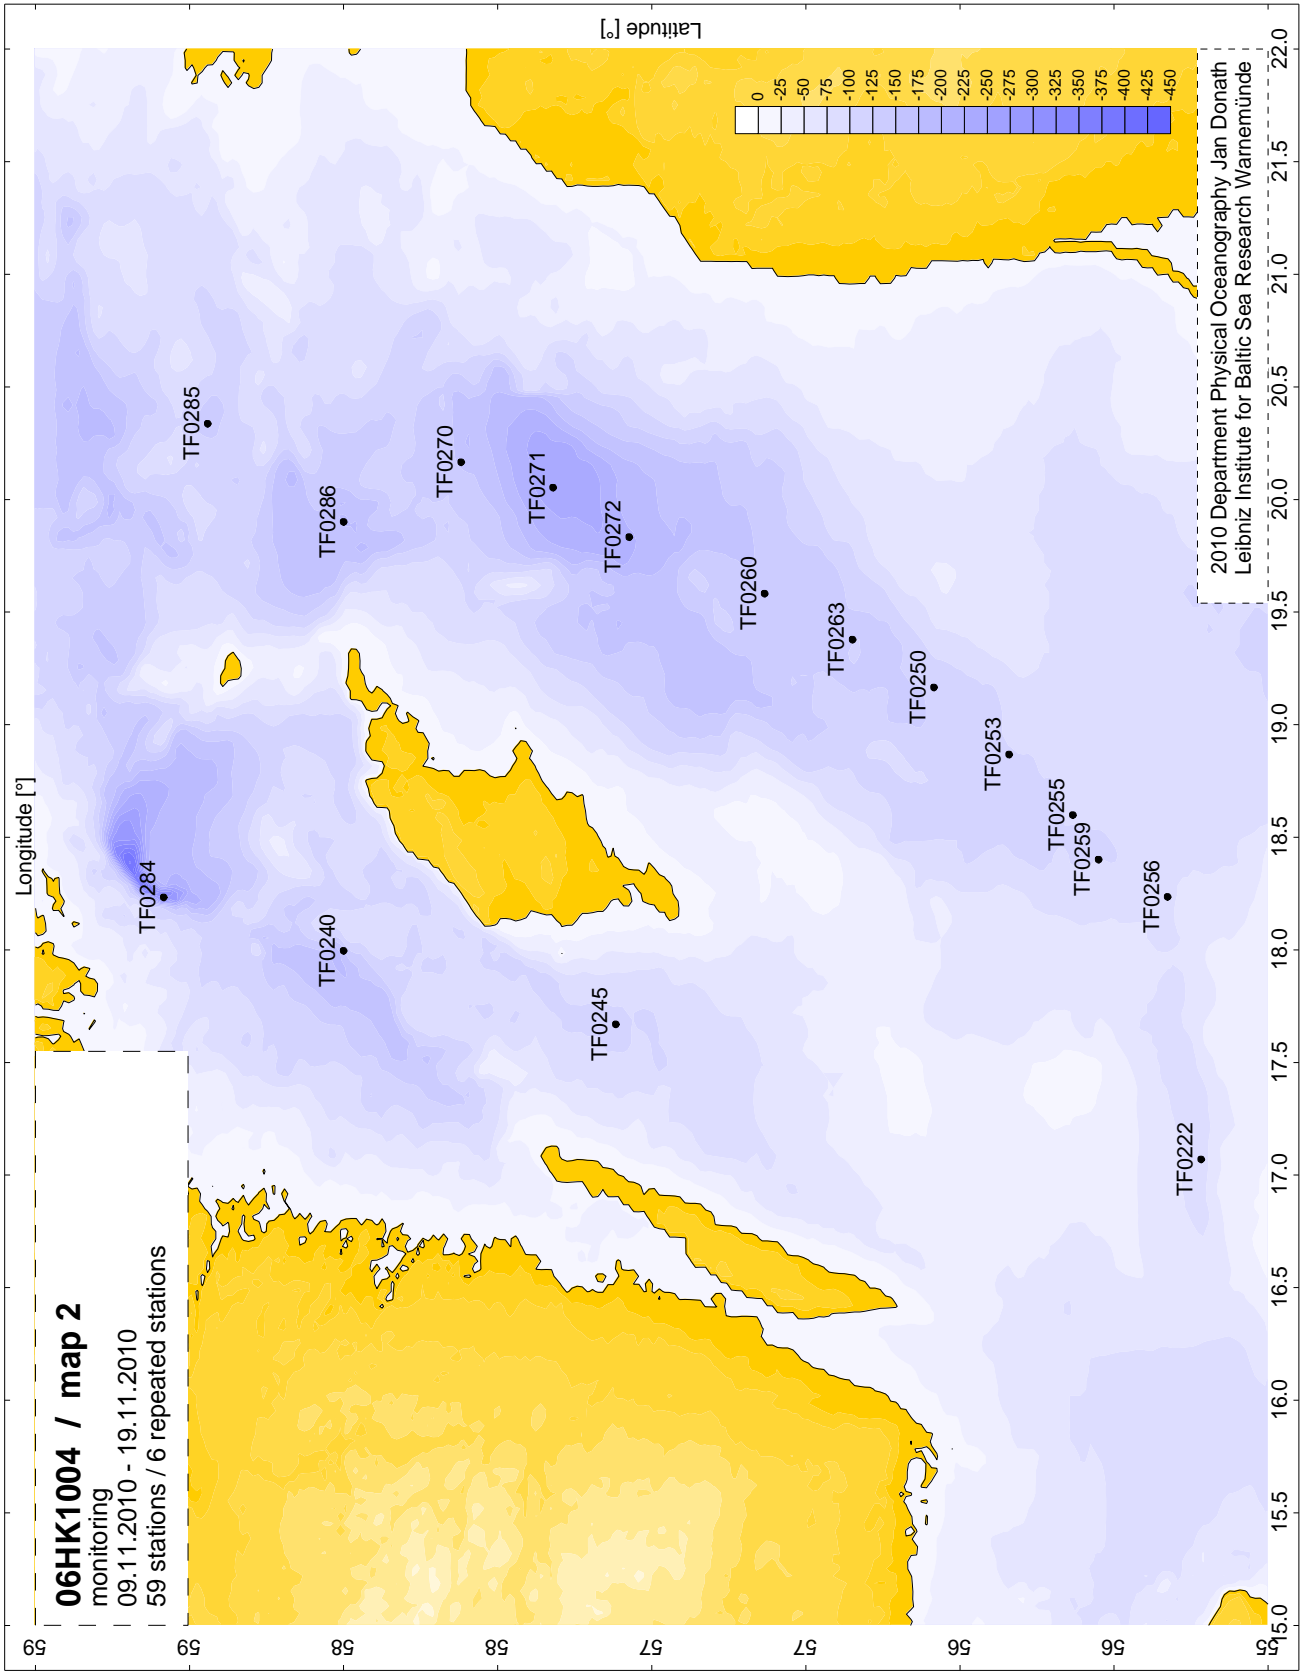 06HK1004 / map 2
monitoring
09.11.2010 - 19.11.2010
59 stations / 6 repeated stations
Longitude [°]
Latitude [°]
59
59
58
58
57
57
56
56
55
15.0
15.5
16.0
16.5
17.0
17.5
18.0
18.5
19.0
19.5
20.0
20.5
21.0
21.5
22.0
TF0284
TF0285
TF0240
TF0286
TF0270
TF0271
TF0245
TF0272
TF0260
TF0263
TF0250
TF0253
TF0255
TF0259
TF0256
TF0222
0
-25
-50
-75
-100
-125
-150
-175
-200
-225
-250
-275
-300
-325
-350
-375
-400
-425
-450
2010 Department Physical Oceanography Jan Donath
Leibniz Institute for Baltic Sea Research Warnemünde